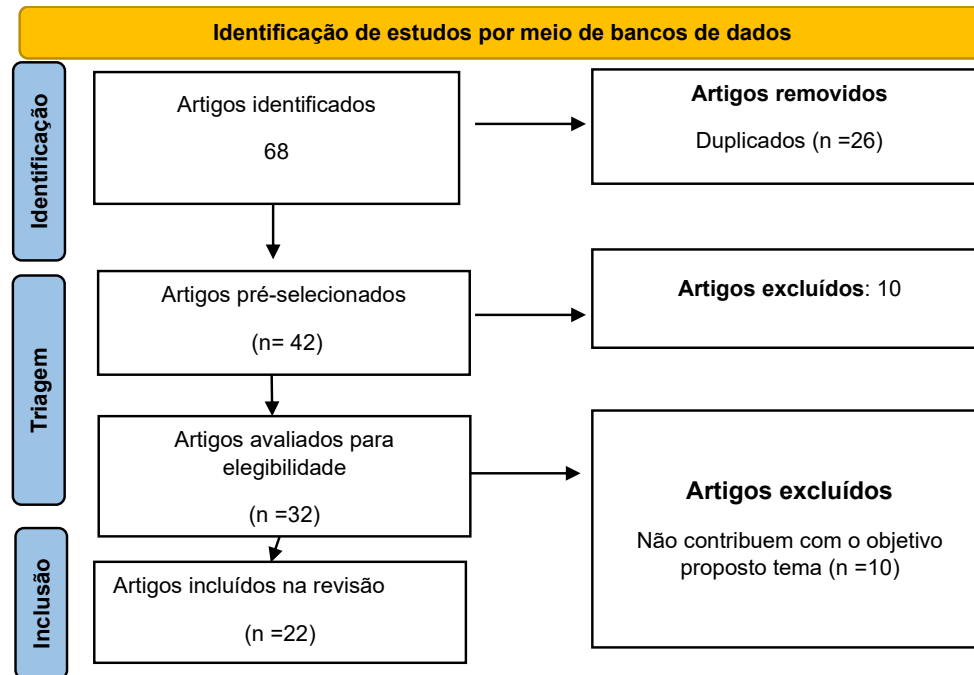 Identificação de estudos por meio de bancos de dados
Identificação
Artigos identificados
68
Artigos removidos
Duplicados (n =26)
Triagem
Artigos pré-selecionados
(n= 42)
Artigos excluídos: 10
Artigos avaliados para
elegibilidade
(n =32)
Artigos excluídos
Não contribuem com o objetivo
proposto tema (n =10)
Inclusão
Artigos incluídos na revisão
(n =22)